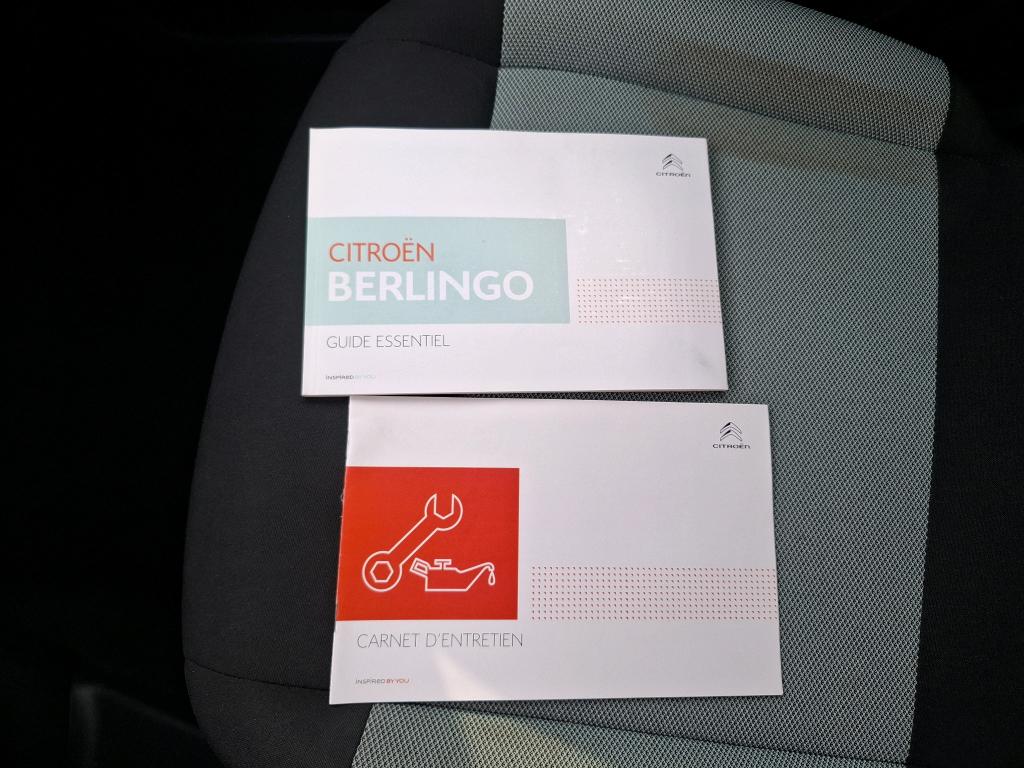 CITROËN
CITROËN
BERLINGO
GUIDE ESSENTIEL
INSPIRED BY YOU
CITROËN
CARNET D'ENTRETIEN
INSPIRED BY YOU